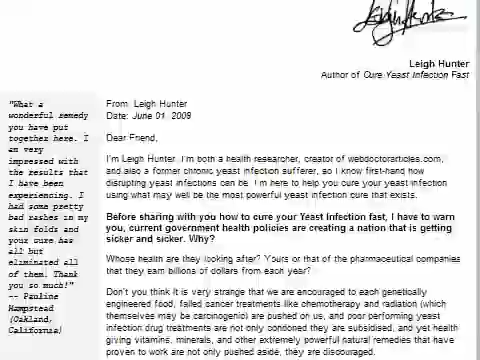 Leigh Hunter
Leigh Hunter
Author of Cure Yeast Infection Fast
"What a
wonderful remedy
you have put
together here. I
am very
impressed with
the results that
I have been
experiencing. I
had some pretty
bad rashes in my
skin folds and
your cure has
all but
eliminated all
of them. Thank
you so much!"
-- Pauline
Hampstead
(Oakland,
California)
From: Leigh Hunter
Date: June 01, 2008
Dear Friend,
I'm Leigh Hunter. I'm both a health researcher, creator of webdoctorarticles.com,
and also a former chronic yeast infection sufferer, so I know first-hand how
disrupting yeast infections can be. I'm here to help you cure your yeast infection
using what may well be the most powerful yeast infection cure that exists.
Before sharing with you how to cure your Yeast Infection fast, I have to warn
you, current government health policies are creating a nation that is getting
sicker and sicker. Why?
Whose health are they looking after? Yours or that of the pharmaceutical companies
that they earn billions of dollars from each year?
Don't you think it is very strange that we are encouraged to each genetically
engineered food, failed cancer treatments like chemotherapy and radiation (which
themselves may be carcinogenic) are pushed on us, and poor performing yeast
infection drug treatments are not only condoned they are subsidised, and yet health
giving vitamins, minerals, and other extremely powerful natural remedies that have
proven to work are not only pushed aside, they are discouraged.